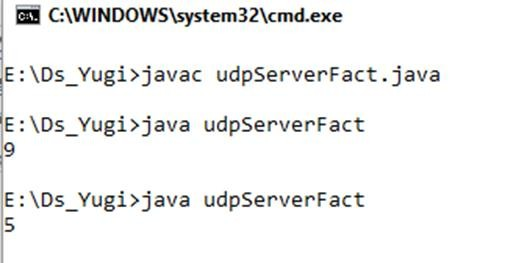 C:\WINDOWS\system32\cmd.exe
E:\Ds_Yugi>javac udpServerFact.java
E:\Ds_Yugi>java udpServerFact
9
E:\Ds_Yugi>java udpServerFact
5